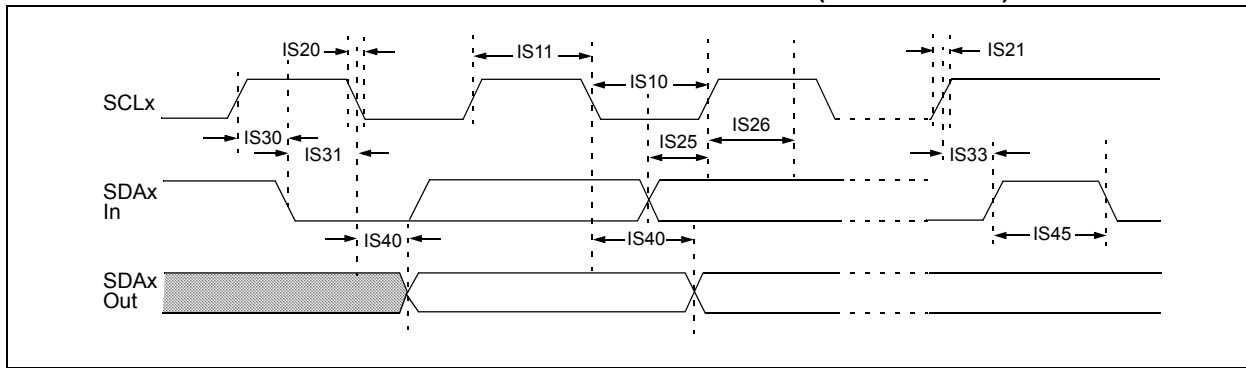 IS20
IS11
IS21
IS10
SCLx
IS30
IS26
IS31
IS25
IS33
SDAx
In
IS40
IS40
IS45
SDAx
Out